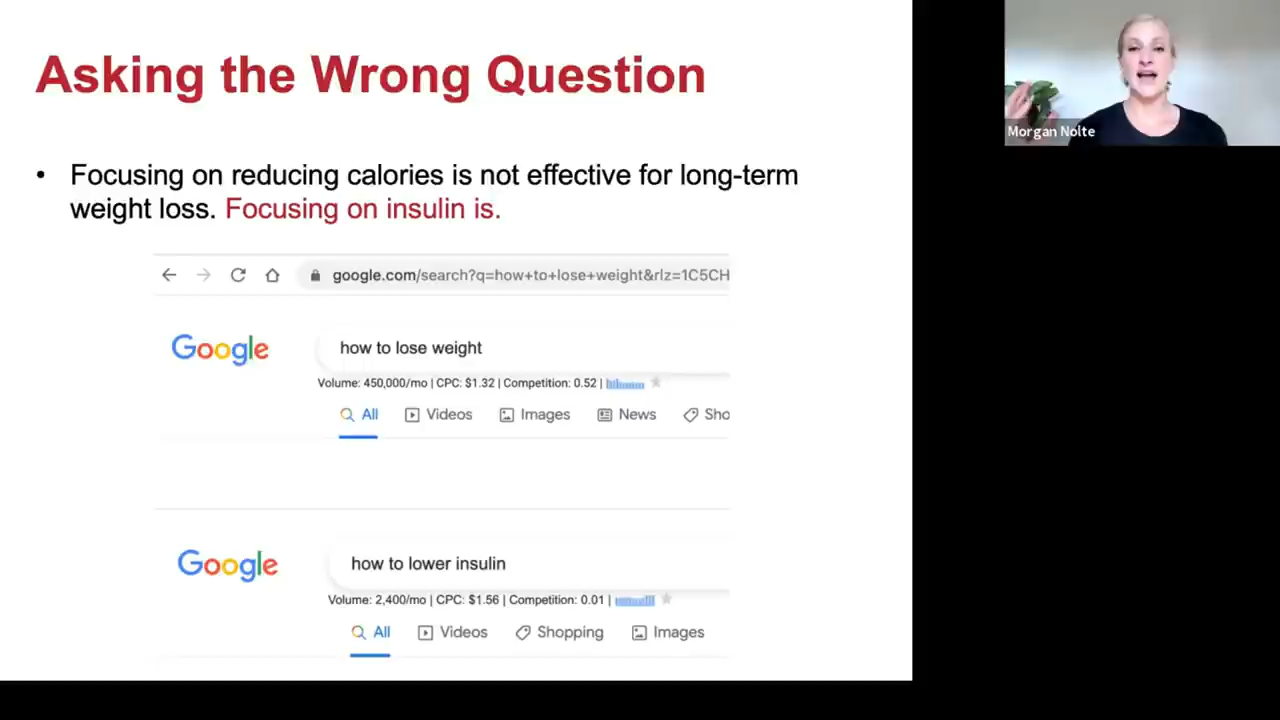 Asking the Wrong Question
• Focusing on reducing calories is not effective for long-term
weight loss. Focusing on insulin is.
google.com/search?q=how+to+lose+weight&rlz=1C5CH
Google
how to lose weight
Volume: 450,000/mo | CPC: $1.32 | Competition: 0.52 |
All Videos Images News Sho
Google
how to lower insulin
Volume: 2,400/mo | CPC: $1.56 | Competition: 0.01 |
All Videos Shopping Images
Morgan Nolte